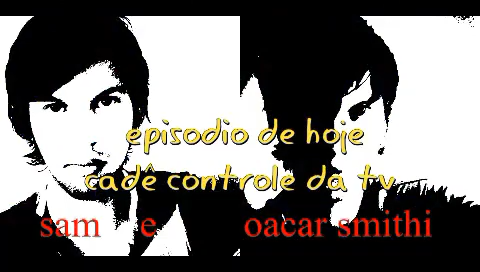 episodio de hoje
cadê controle da tv
sam e oacar smithi